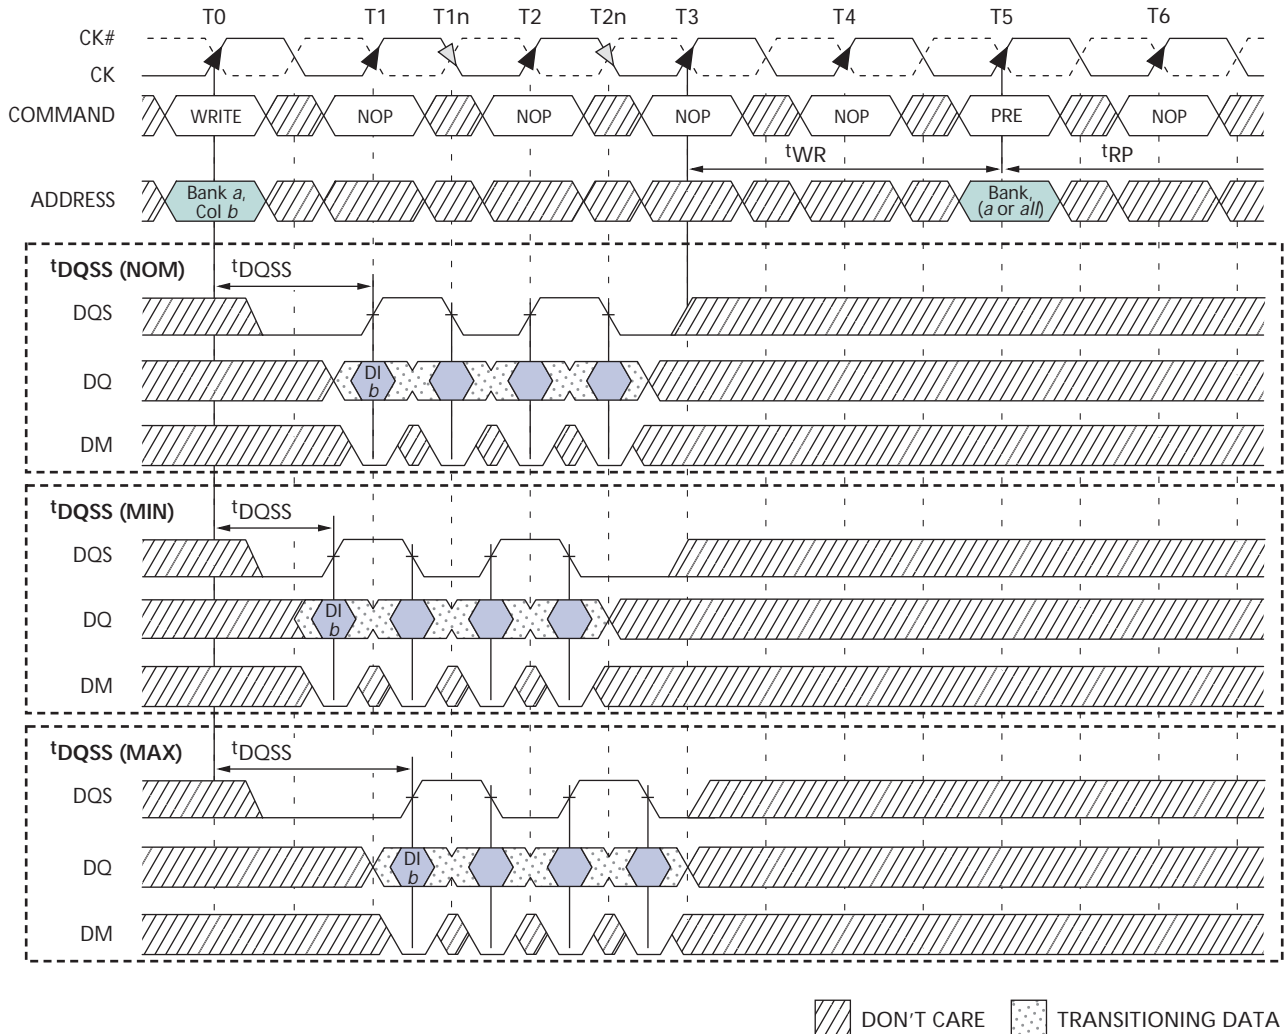 T0 T1 T1n T2 T2n T3 T4 T5 T6
CK#
CK
COMMAND WRITE NOP NOP NOP NOP PRE NOP
tWR tRP
ADDRESS Bank a, Col b Bank, (a or all)
tDQSS (NOM) tDQSS
DQS
DQ DI b
DM
tDQSS (MIN) tDQSS
DQS
DQ DI b
DM
tDQSS (MAX) tDQSS
DQS
DQ DI b
DM
DON'T CARE TRANSITIONING DATA